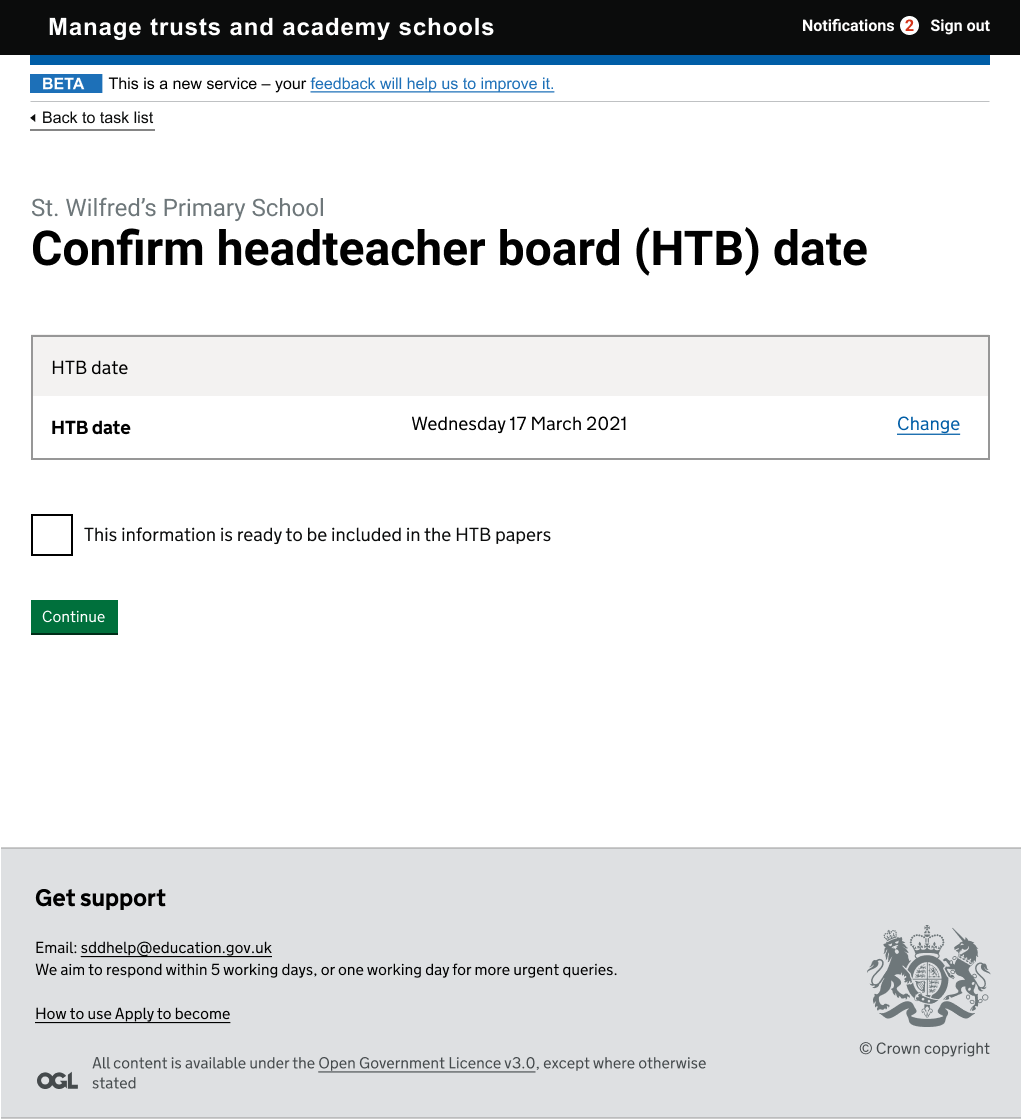 Manage trusts and academy schools
Notifications 2 Sign out
BETA This is a new service – your feedback will help us to improve it.
Back to task list
St. Wilfred’s Primary School
Confirm headteacher board (HTB) date
HTB date
HTB date Wednesday 17 March 2021 Change
This information is ready to be included in the HTB papers
Continue
Get support
Email: sddhelp@education.gov.uk
We aim to respond within 5 working days, or one working day for more urgent queries.
How to use Apply to become
© Crown copyright
All content is available under the Open Government Licence v3.0, except where otherwise
OGL stated